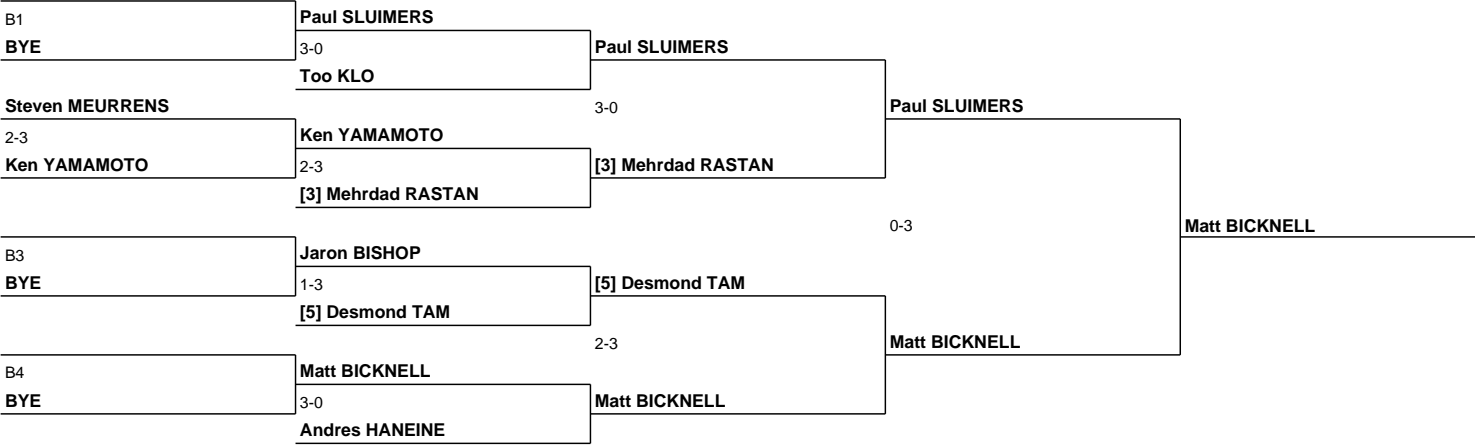 Paul SLUIMERS
B1
BYE
3-0
Paul SLUIMERS
Too KLO
Steven MEURRENS
3-0
Paul SLUIMERS
2-3
Ken YAMAMOTO
Ken YAMAMOTO
2-3
[3] Mehrdad RASTAN
[3] Mehrdad RASTAN
0-3
Matt BICKNELL
B3
Jaron BISHOP
BYE
1-3
[5] Desmond TAM
[5] Desmond TAM
2-3
Matt BICKNELL
B4
Matt BICKNELL
BYE
3-0
Matt BICKNELL
Andres HANEINE